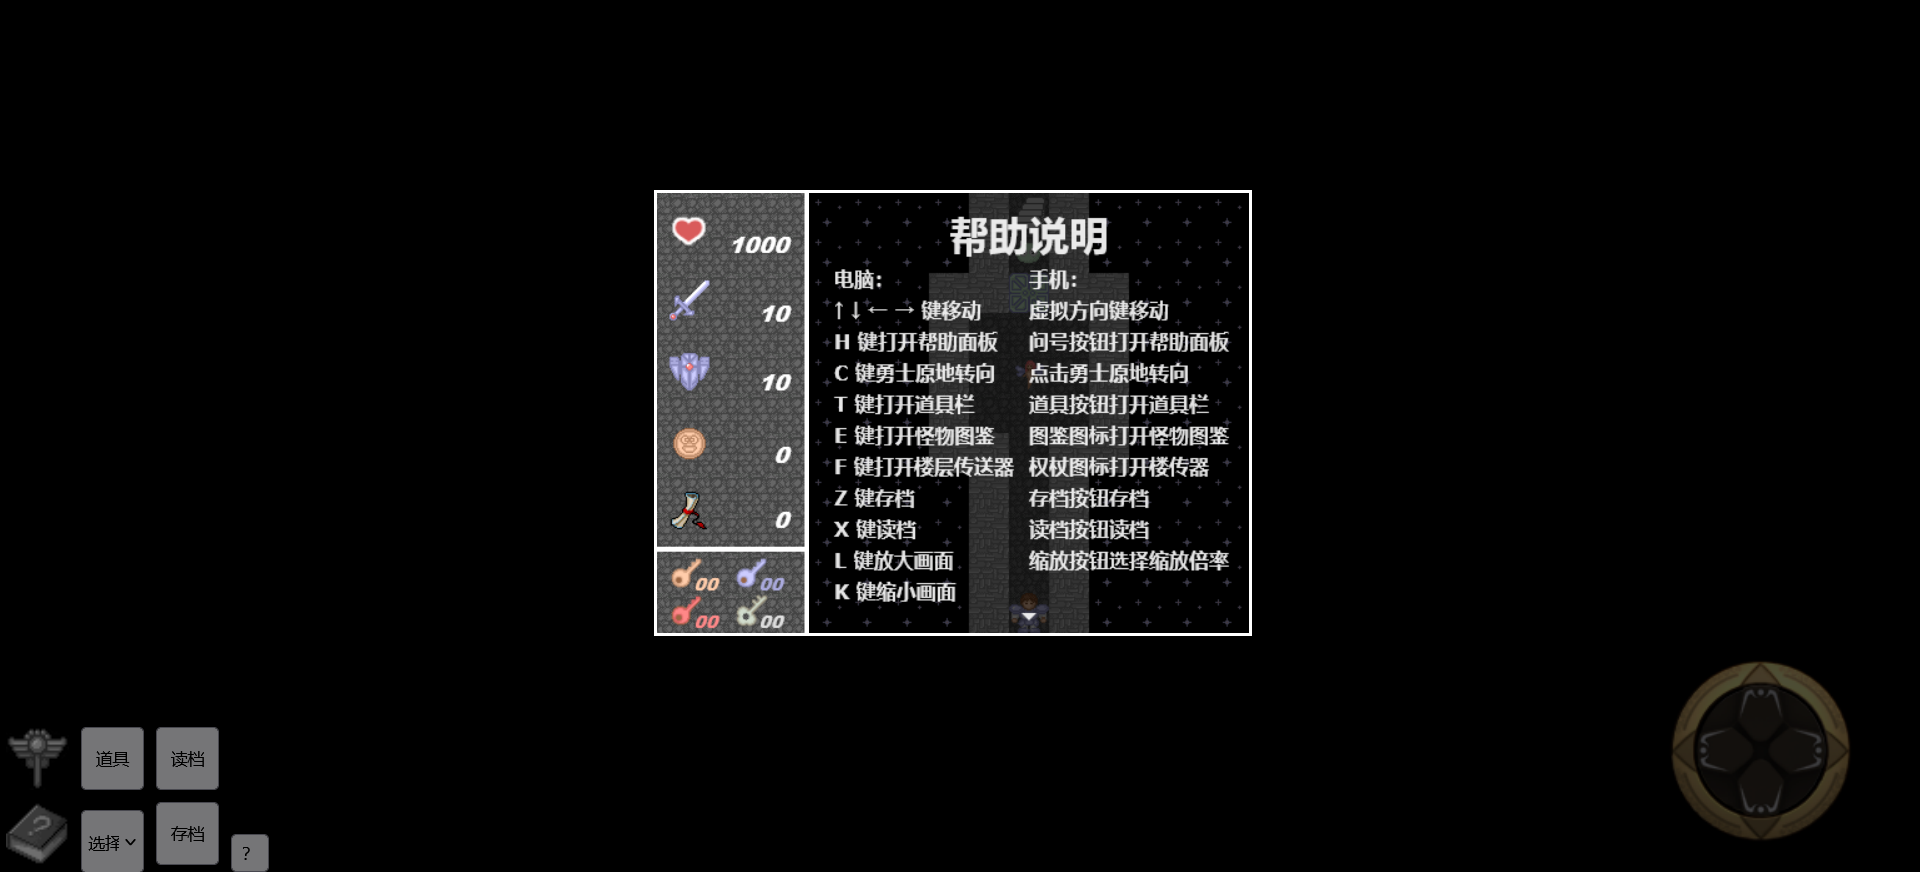 帮助说明
1000
10
10
0
0
00 00
00 00
电脑： 手机：
↑↓←→ 键移动 虚拟方向键移动
H 键打开帮助面板 问号按钮打开帮助面板
C 键勇士原地转向 点击勇士原地转向
T 键打开道具栏 道具按钮打开道具栏
E 键打开怪物图鉴 图鉴图标打开怪物图鉴
F 键打开楼层传送器 权杖图标打开楼传器
Z 键存档 存档按钮存档
X 键读档 读档按钮读档
L 键放大画面 缩放按钮选择缩放倍率
K 键缩小画面
道具 读档
选择 存档 ?